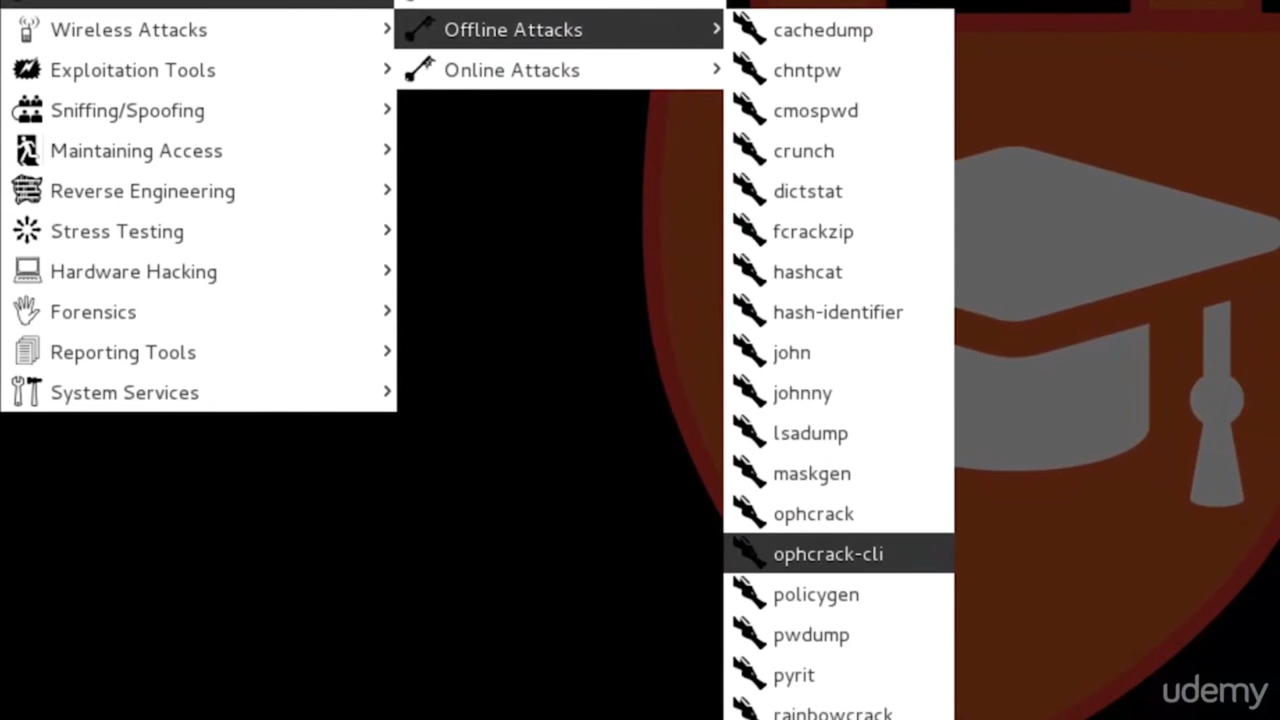 Wireless Attacks
Exploitation Tools
Sniffing/Spoofing
Maintaining Access
Reverse Engineering
Stress Testing
Hardware Hacking
Forensics
Reporting Tools
System Services
Offline Attacks
Online Attacks
cachedump
chntpw
cmospwd
crunch
dictstat
fcrackzip
hashcat
hash-identifier
john
johnny
lsadump
maskgen
ophcrack
ophcrack-cli
policygen
pwdump
pyrit
rainbowcrack
udemy